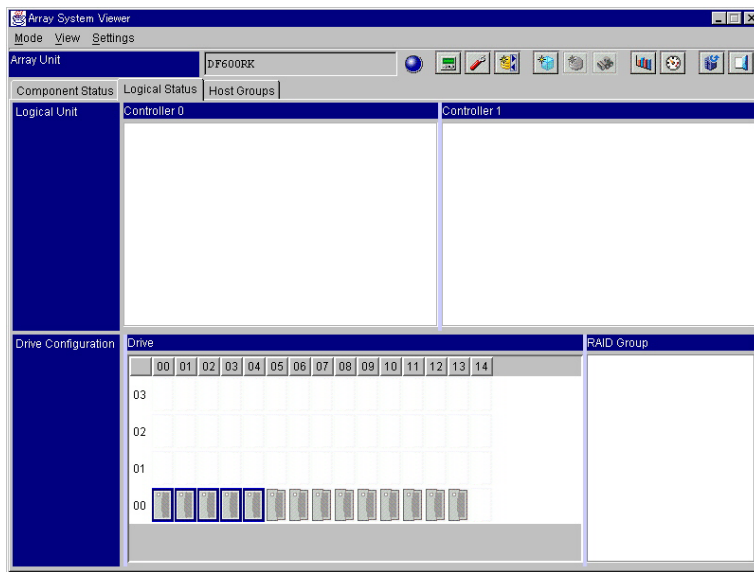 Array System Viewer
Mode View Settings
Array Unit DF600RK
Component Status Logical Status Host Groups
Logical Unit Controller 0 Controller 1
Drive Configuration Drive RAID Group
00 01 02 03 04 05 06 07 08 09 10 11 12 13 14
03
02
01
00